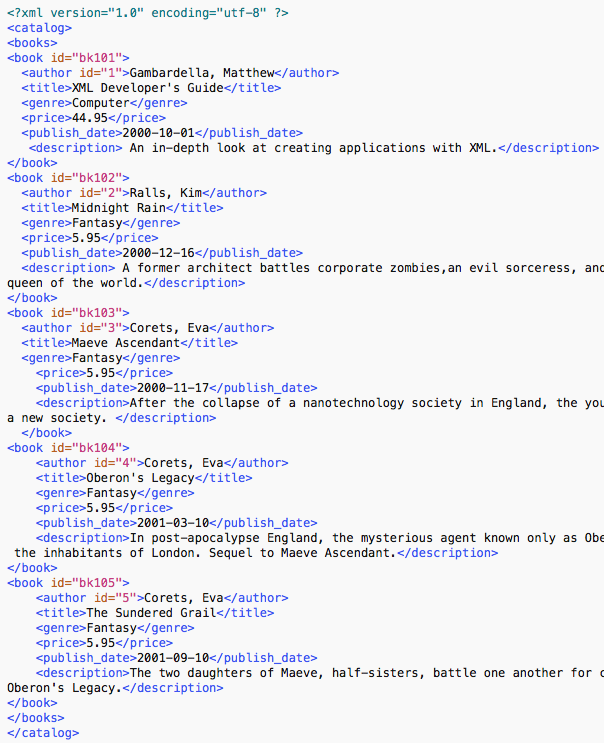 <?xml version="1.0" encoding="utf-8" ?>
<catalog>
<books>
<book id="bk101">
  <author id="1">Gambardella, Matthew</author>
  <title>XML Developer's Guide</title>
  <genre>Computer</genre>
  <price>44.95</price>
  <publish_date>2000-10-01</publish_date>
   <description> An in-depth look at creating applications with XML.</description>
</book>
<book id="bk102">
  <author id="2">Ralls, Kim</author>
  <title>Midnight Rain</title>
  <genre>Fantasy</genre>
  <price>5.95</price>
  <publish_date>2000-12-16</publish_date>
  <description> A former architect battles corporate zombies,an evil sorceress, and
queen of the world.</description>
</book>
<book id="bk103">
  <author id="3">Corets, Eva</author>
  <title>Maeve Ascendant</title>
  <genre>Fantasy</genre>
    <price>5.95</price>
    <publish_date>2000-11-17</publish_date>
    <description>After the collapse of a nanotechnology society in England, the you
a new society. </description>
  </book>
<book id="bk104">
    <author id="4">Corets, Eva</author>
    <title>Oberon's Legacy</title>
    <genre>Fantasy</genre>
    <price>5.95</price>
    <publish_date>2001-03-10</publish_date>
    <description>In post-apocalypse England, the mysterious agent known only as Obe
 the inhabitants of London. Sequel to Maeve Ascendant.</description>
</book>
<book id="bk105">
    <author id="5">Corets, Eva</author>
    <title>The Sundered Grail</title>
    <genre>Fantasy</genre>
    <price>5.95</price>
    <publish_date>2001-09-10</publish_date>
    <description>The two daughters of Maeve, half-sisters, battle one another for
Oberon's Legacy.</description>
</book>
</books>
</catalog>